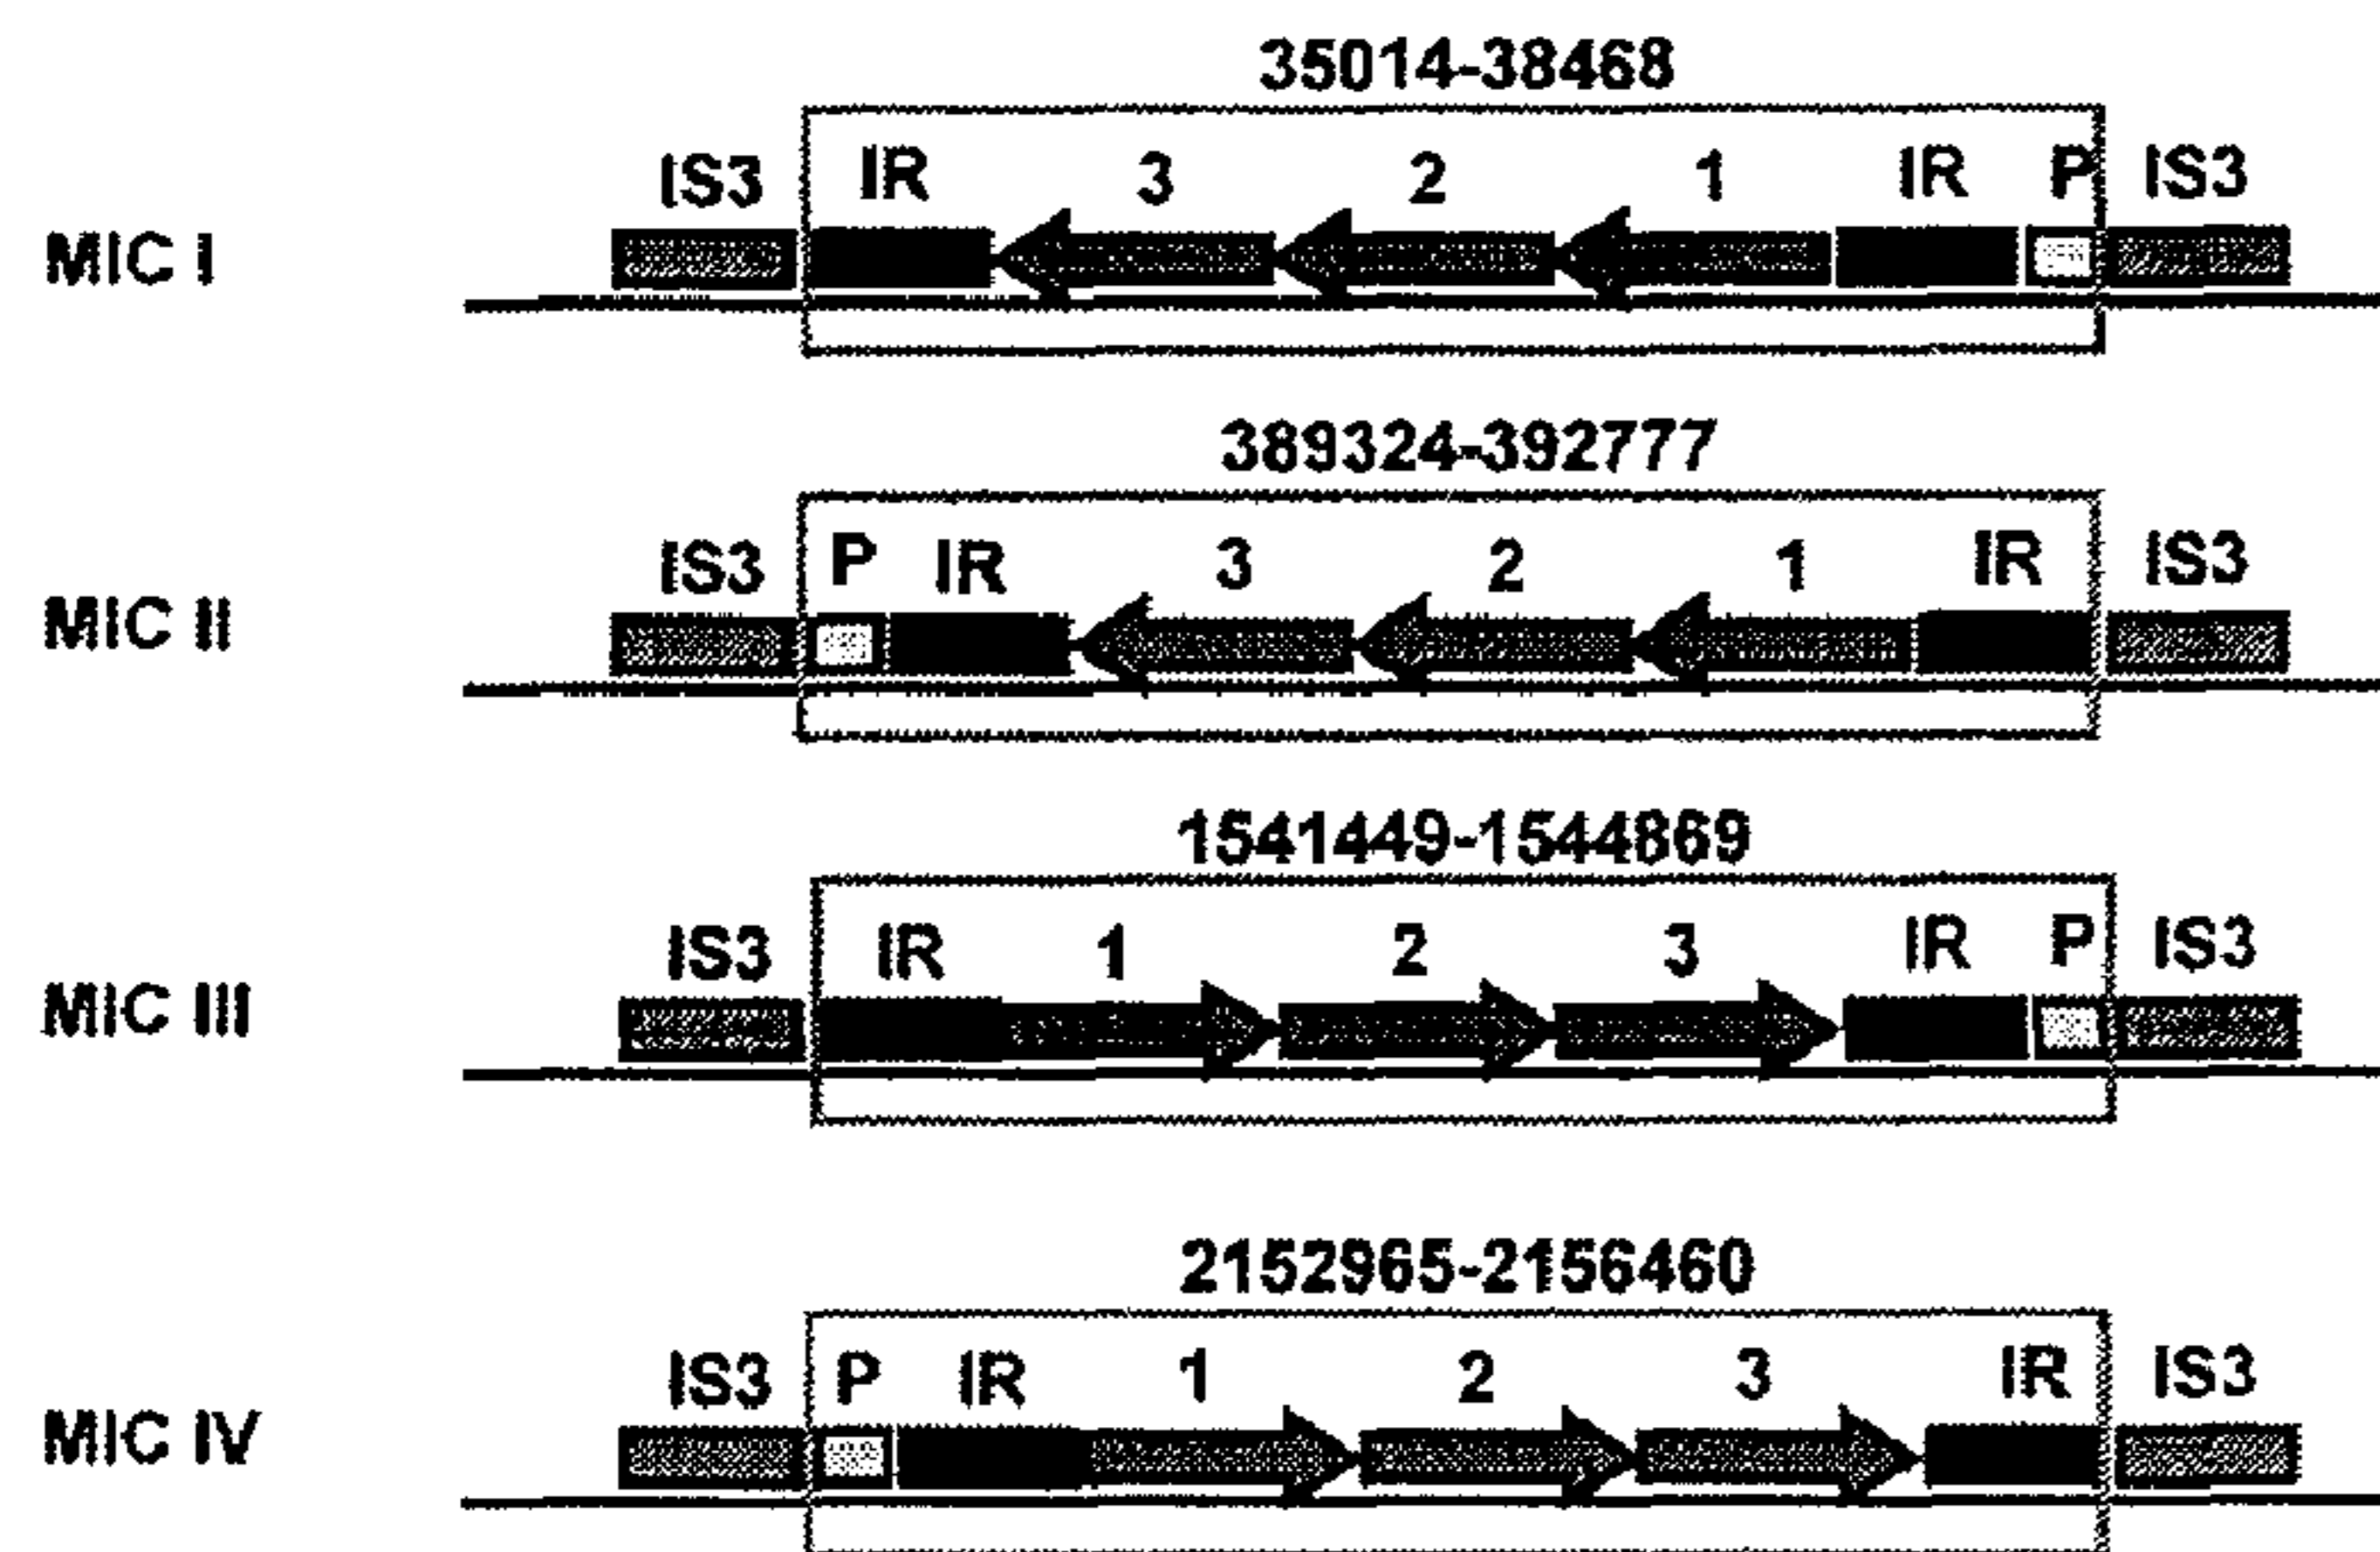 35014-38468
IS3 IR 3 2 1 IR P IS3
MIC I
389324-392777
IS3 P IR 3 2 1 IR IS3
MIC II
1541449-1544869
IS3 IR 1 2 3 IR P IS3
MIC III
2152965-2156460
IS3 P IR 1 2 3 IR IS3
MIC IV